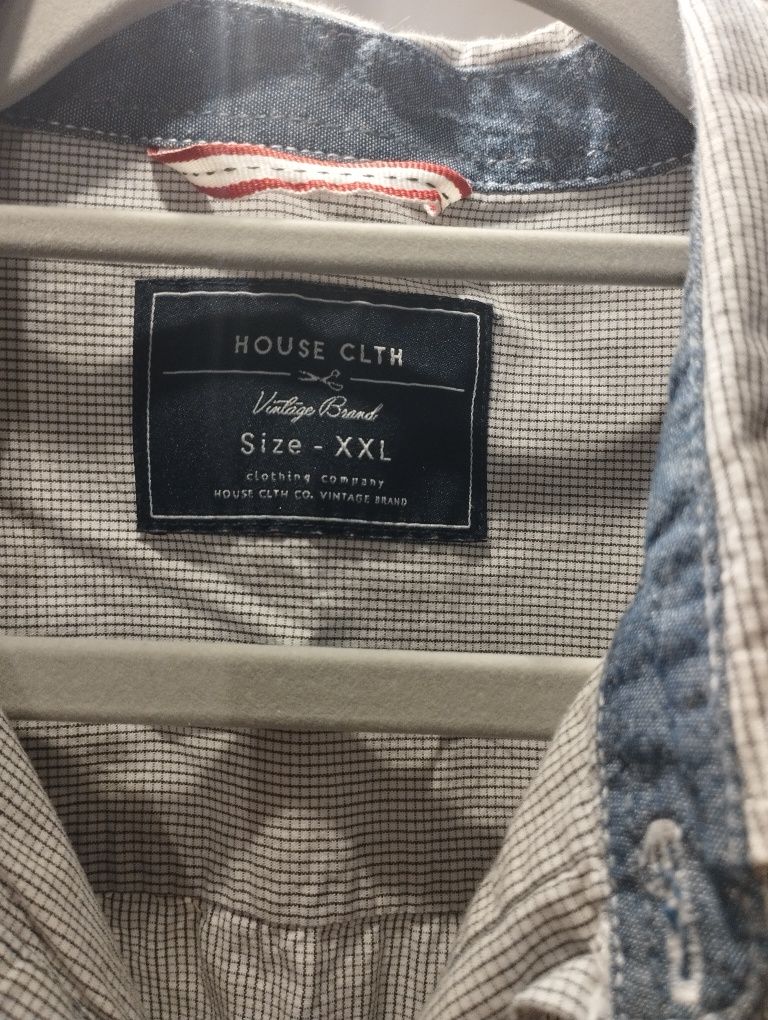 HOUSE CLTH
Vintage Brand
Size - XXL
clothing company
HOUSE CLTH CO. VINTAGE BRAND